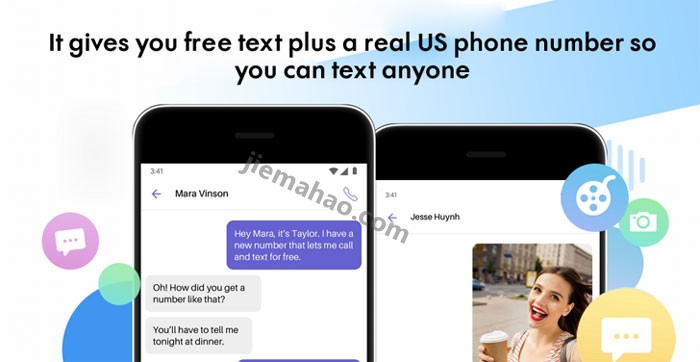 It gives you free text plus a real US phone number so
you can text anyone
3:41
Mara Vinson
Hey Mara, it's Taylor. I have a
new number that lets me call
and text for free.
Oh! How did you get a
number like that?
You'll have to tell me
tonight at dinner.
3:41
Jesse Huynh
jiemahao.com